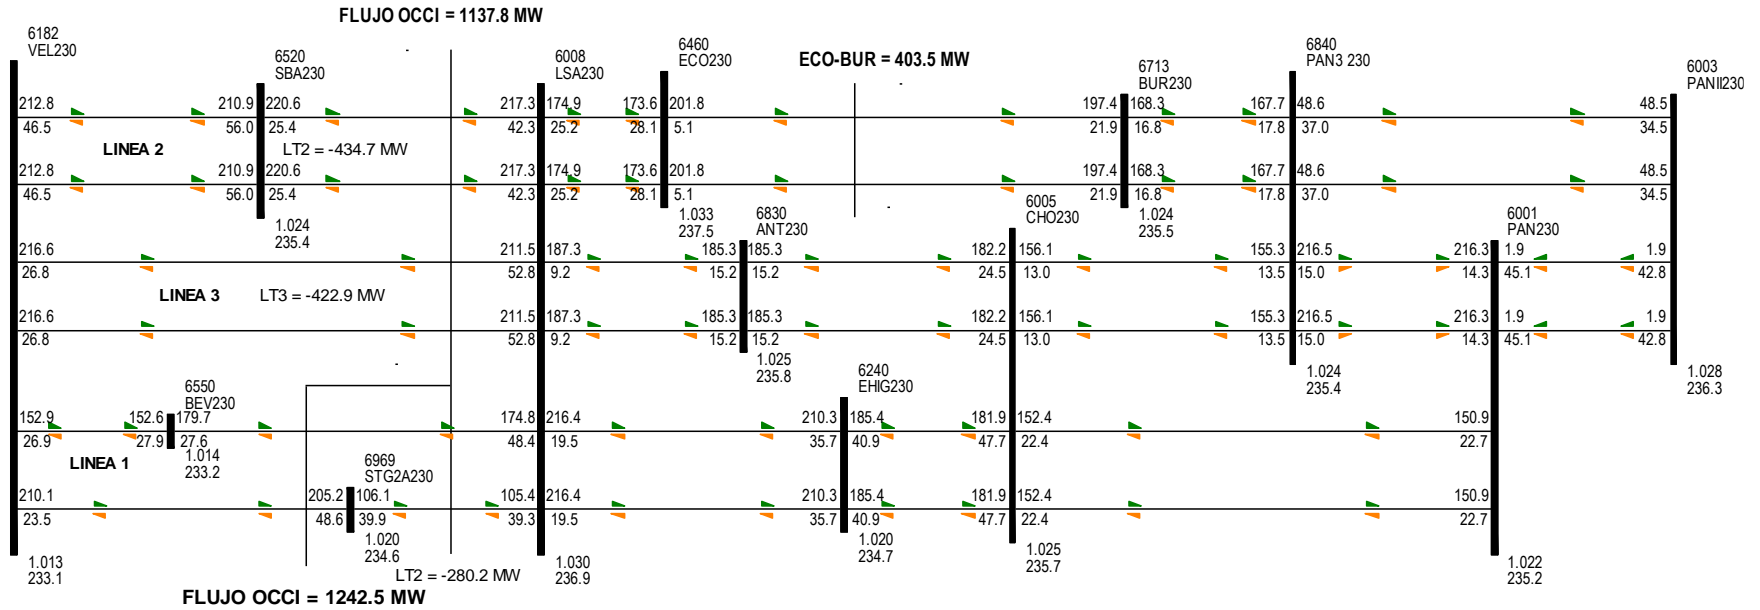 FLUJO OCCI = 1137.8 MW
6182
VEL230
6520
SBA230
6008
LSA230
6460
ECO230
ECO-BUR = 403.5 MW
6713
BUR230
6840
PAN3 230
6003
PANII230
212.8 210.9 220.6 217.3 174.9 173.6 201.8 197.4 168.3 167.7 48.6 48.5
46.5 56.0 25.4 42.3 25.2 28.1 5.1 21.9 16.8 17.8 37.0 34.5
LINEA 2 LT2 = -434.7 MW
212.8 210.9 220.6 217.3 174.9 173.6 201.8 197.4 168.3 167.7 48.6 48.5
46.5 56.0 25.4 42.3 25.2 28.1 5.1 21.9 16.8 17.8 37.0 34.5
1.024
235.4
1.033
237.5
6830
ANT230
6005
CHO230
1.024
235.5
6001
PAN230
216.6 211.5 187.3 185.3 185.3 182.2 156.1 155.3 216.5 216.3 1.9 1.9
26.8 52.8 9.2 15.2 15.2 24.5 13.0 13.5 15.0 14.3 45.1 42.8
LINEA 3 LT3 = -422.9 MW
216.6 211.5 187.3 185.3 185.3 182.2 156.1 155.3 216.5 216.3 1.9 1.9
26.8 52.8 9.2 15.2 15.2 24.5 13.0 13.5 15.0 14.3 45.1 42.8
1.025
235.8
1.024
235.4
1.028
236.3
6550
BEV230
6240
EHIG230
152.9 152.6 179.7 174.8 216.4 210.3 185.4 181.9 152.4 150.9
26.9 27.9 27.6 48.4 19.5 35.7 40.9 47.7 22.4 22.7
1.014
233.2
LINEA 1
6969
STG2A230
210.1 205.2 106.1 105.4 216.4 210.3 185.4 181.9 152.4 150.9
23.5 48.6 39.9 39.3 19.5 35.7 40.9 47.7 22.4 22.7
1.020
234.6
1.020
234.7
1.013
233.1
1.030
236.9
1.025
235.7
1.022
235.2
LT2 = -280.2 MW
FLUJO OCCI = 1242.5 MW